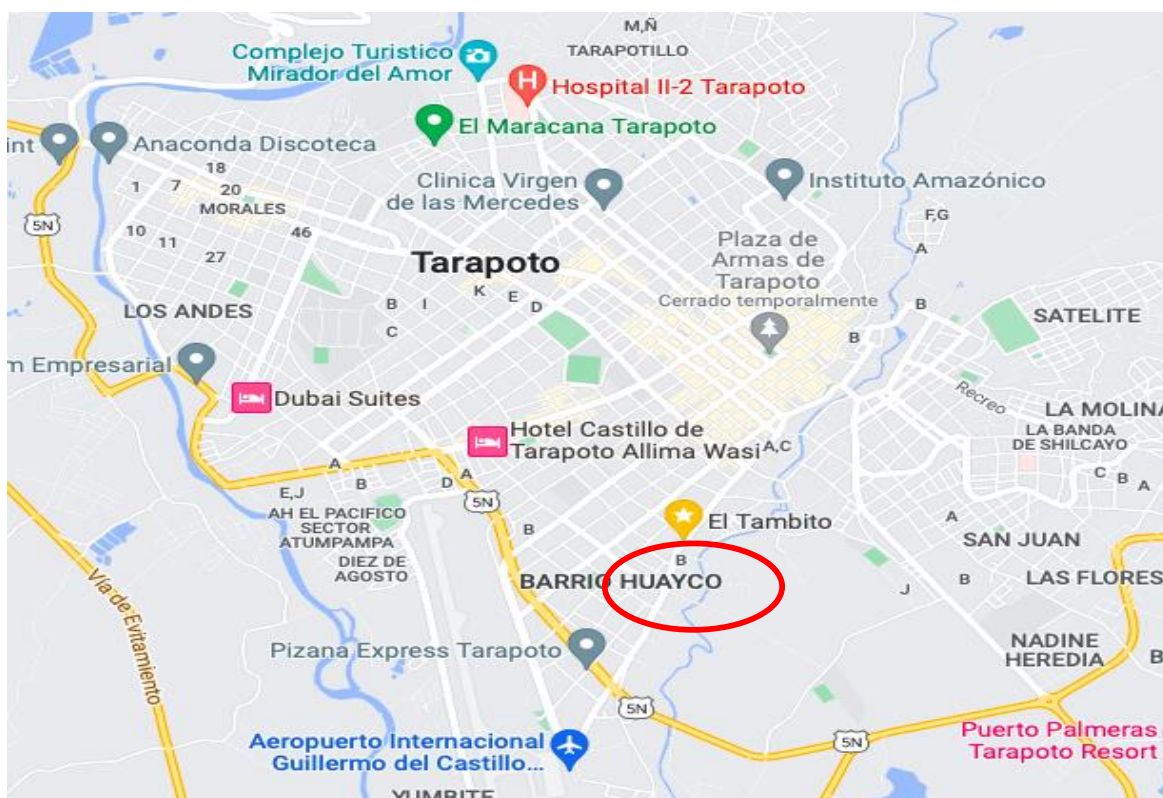 M,Ñ
TARAPOTILLO
Complejo Turistico
Mirador del Amor
H
Hospital II-2 Tarapoto
El Maracana Tarapoto
int
Anaconda Discoteca
18
1
7
20
MORALES
Clinica Virgen
de las Mercedes
Instituto Amazónico
5N
10
11
46
27
F,G
A
Plaza de
Armas de
Tarapoto
Cerrado temporalmente
Tarapoto
K
E
D
B
I
C
LOS ANDES
B
B
SATELITE
m Empresarial
Dubai Suites
Recreo
LA MOLINA
LA BANDA
DE SHILCAYO
Hotel Castillo de
Tarapoto Allima Wasi
A,C
A
B
D
A
C
B
A
E,J
5N
AH EL PACIFICO
SECTOR
ATUMPAMPA
DIEZ DE
AGOSTO
B
El Tambito
A
SAN JUAN
B
BARRIO HUAYCO
J
B
LAS FLORES
Vía de Evitamiento
Pizana Express Tarapoto
NADINE
HEREDIA
B
5N
Aeropuerto Internacional
Guillermo del Castillo...
5N
Puerto Palmeras
Tarapoto Resort
YUMBITE